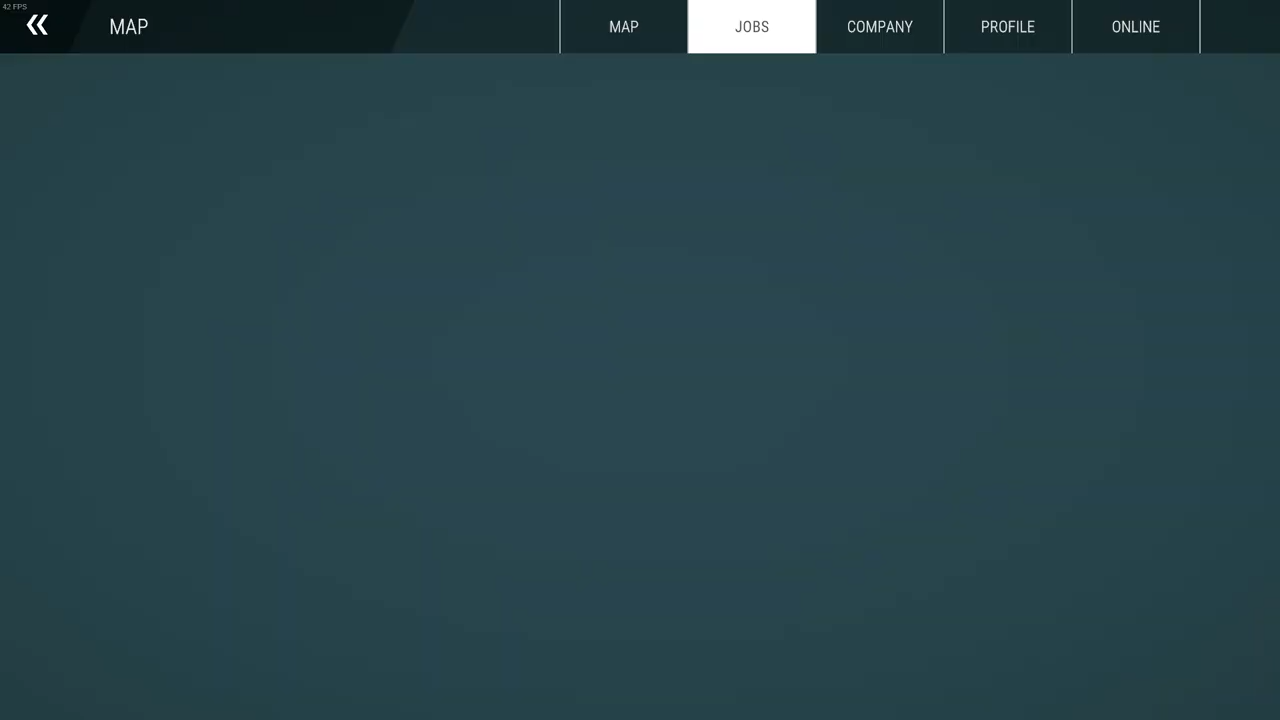 42 FPS
MAP
MAP
JOBS
COMPANY
PROFILE
ONLINE